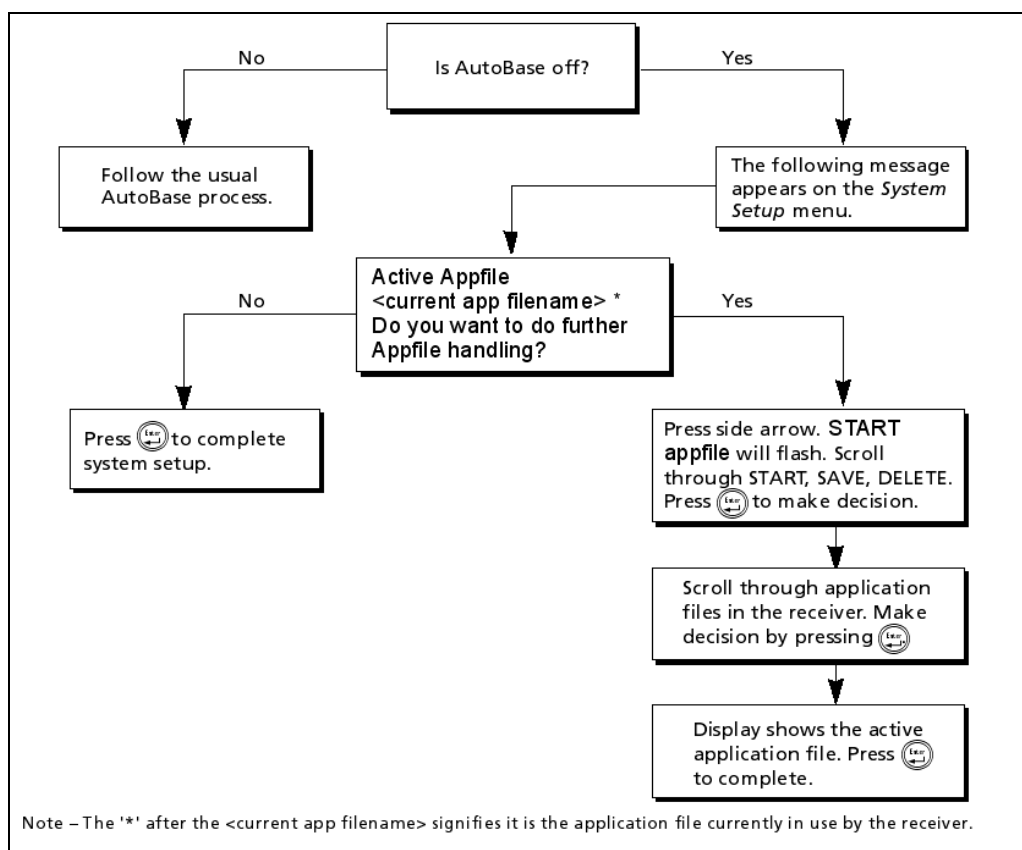 Is AutoBase off?
No
Yes
Follow the usual
AutoBase process.
The following message
appears on the System
Setup menu.
Active Appfile
<current app filename> *
Do you want to do further
Appfile handling?
No
Yes
Press Enter to complete
system setup.
Press side arrow. START
appfile will flash. Scroll
through START, SAVE, DELETE.
Press Enter to make decision.
Scroll through application
files in the receiver. Make
decision by pressing Enter.
Display shows the active
application file. Press Enter
to complete.
Note – The '*' after the <current app filename> signifies it is the application file currently in use by the receiver.